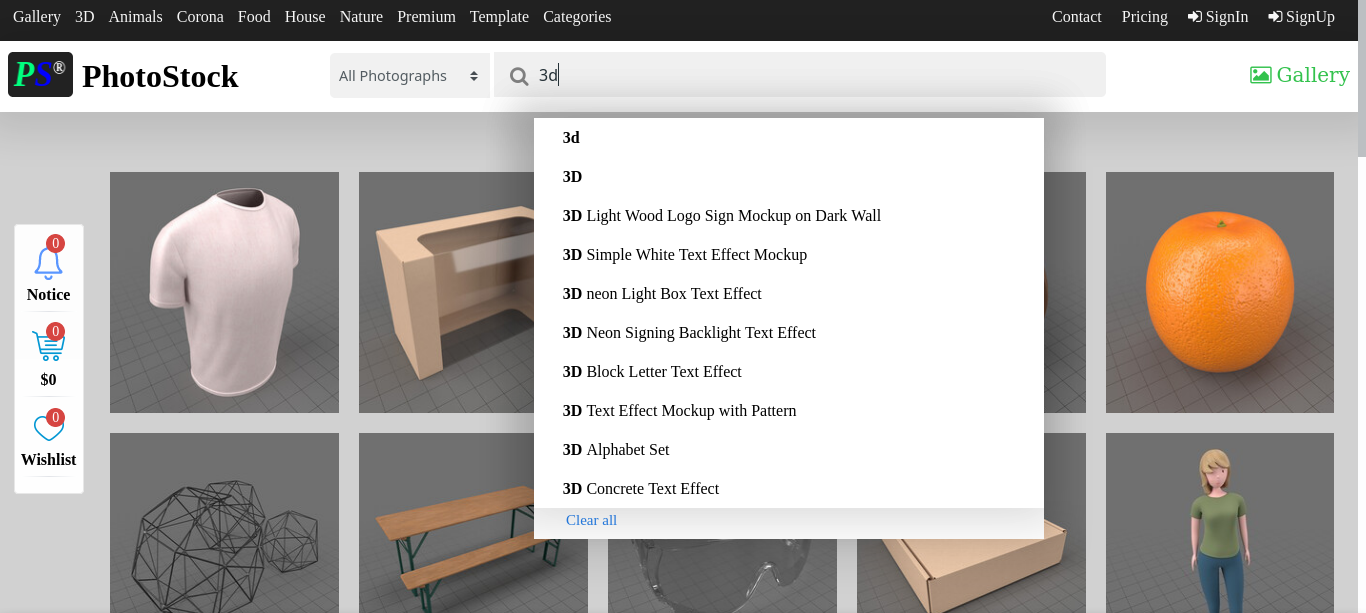 Gallery 3D Animals Corona Food House Nature Premium Template Categories Contact Pricing SignIn SignUp
PS® PhotoStock All Photographs 3d Gallery
3d
3D
3D Light Wood Logo Sign Mockup on Dark Wall
3D Simple White Text Effect Mockup
3D neon Light Box Text Effect
3D Neon Signing Backlight Text Effect
3D Block Letter Text Effect
3D Text Effect Mockup with Pattern
3D Alphabet Set
3D Concrete Text Effect
Clear all
0
Notice
0
$0
0
Wishlist